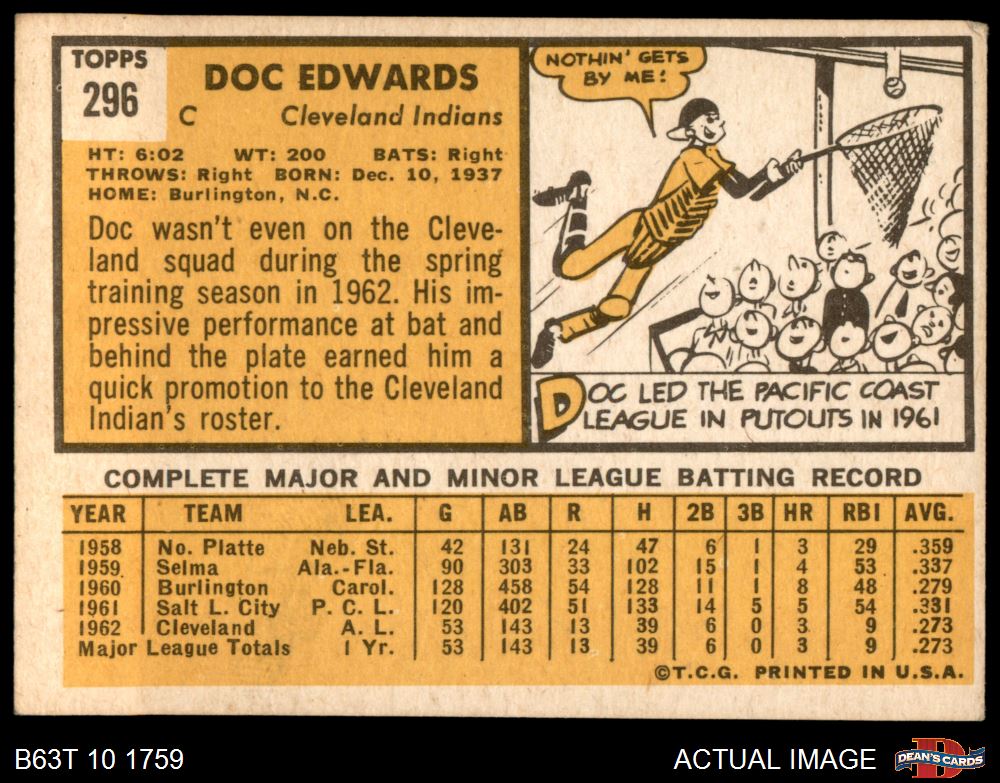 TOPPS
296
DOC EDWARDS
C Cleveland Indians
HT: 6:02 WT: 200 BATS: Right
THROWS: Right BORN: Dec. 10, 1937
HOME: Burlington, N.C.
Doc wasn't even on the Cleve-
land squad during the spring
training season in 1962. His im-
pressive performance at bat and
behind the plate earned him a
quick promotion to the Cleveland
Indian's roster.
NOTHIN' GETS
BY ME!
DOC LED THE PACIFIC COAST
LEAGUE IN PUTOUTS IN 1961
COMPLETE MAJOR AND MINOR LEAGUE BATTING RECORD
YEAR TEAM LEA. G AB R H 2B 3B HR RBI AVG.
1958 No. Platte Neb. St. 42 131 24 47 6 1 3 29 .359
1959 Selma Ala.-Fla. 90 303 33 102 15 1 4 53 .337
1960 Burlington Carol. 128 458 54 128 11 1 8 48 .279
1961 Salt L. City P. C. L. 120 402 51 133 14 5 5 54 .331
1962 Cleveland A. L. 53 143 13 39 6 0 3 9 .273
Major League Totals 1 Yr. 53 143 13 39 6 0 3 9 .273
©T.C.G. PRINTED IN U.S.A.
B63T 10 1759 ACTUAL IMAGE DEAN'S CARDS